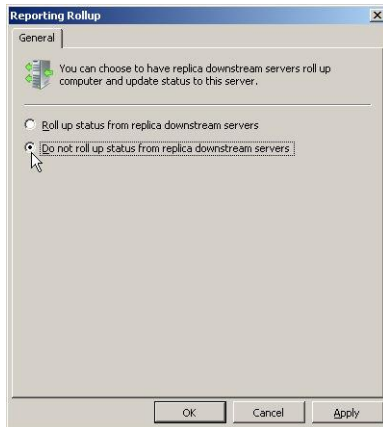 Reporting Rollup
General
You can choose to have replica downstream servers roll up
computer and update status to this server.
Roll up status from replica downstream servers
Do not roll up status from replica downstream servers
OK Cancel Apply